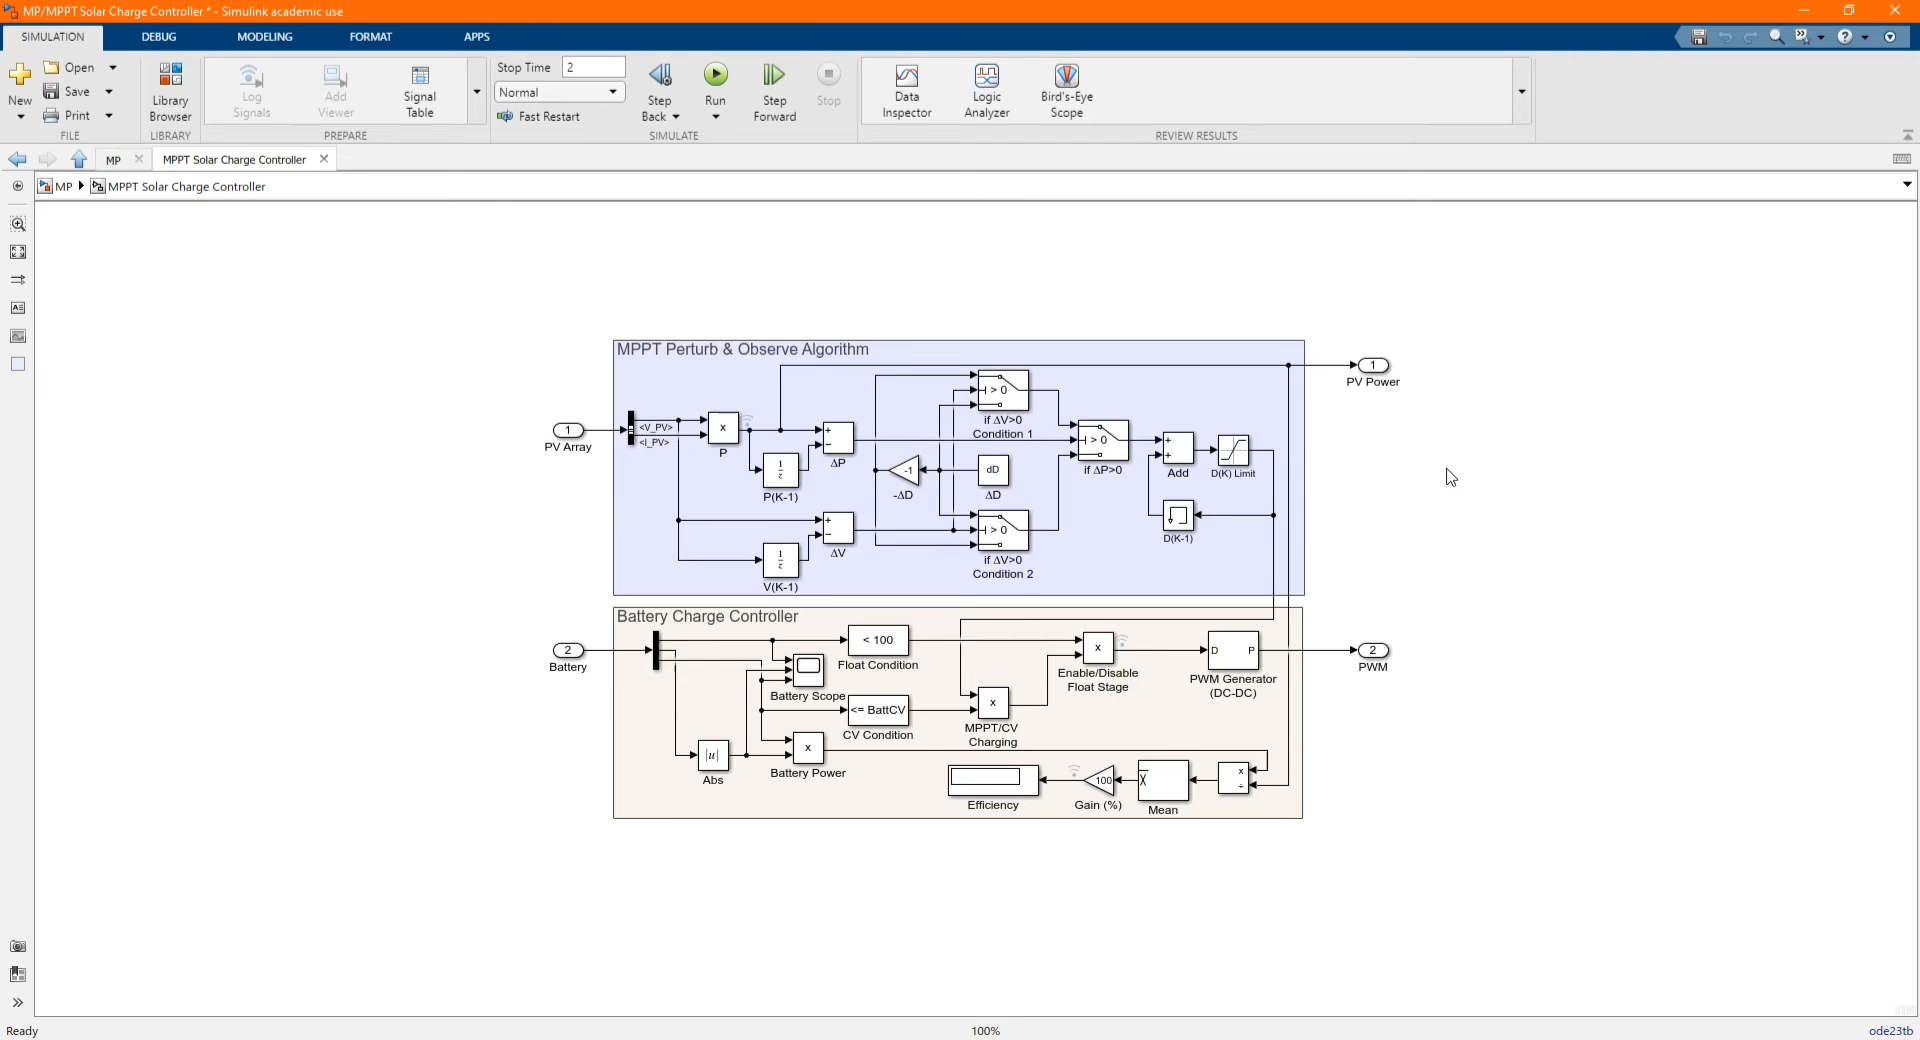 MP/MPPT Solar Charge Controller * - Simulink academic use
SIMULATION DEBUG MODELING FORMAT APPS
New
Open
Save
Print
FILE
Library Browser
LIBRARY
Log Signals
Add Viewer
Signal Table
PREPARE
Stop Time 2
Normal
Fast Restart
Step Back
Run
Step Forward
Stop
SIMULATE
Data Inspector
Logic Analyzer
Bird's-Eye Scope
REVIEW RESULTS
MP
MPPT Solar Charge Controller
MP MPPT Solar Charge Controller
MPPT Perturb & Observe Algorithm
1
PV Array
<V_PV>
<I_PV>
x
P
1
z
P(K-1)
+
−
ΔP
1
z
V(K-1)
+
−
ΔV
-1
-ΔD
> 0
if ΔV>0
Condition 1
dD
ΔD
> 0
if ΔV>0
Condition 2
> 0
if ΔP>0
+
+
Add
D(K) Limit
D(K-1)
1
PV Power
Battery Charge Controller
2
Battery
|u|
Abs
Battery Scope
x
Battery Power
< 100
Float Condition
<= BattCV
CV Condition
x
MPPT/CV
Charging
x
Enable/Disable
Float Stage
D P
PWM Generator
(DC-DC)
2
PWM
Efficiency
100
Gain (%)
x
Mean
x
÷
Ready
100%
ode23tb